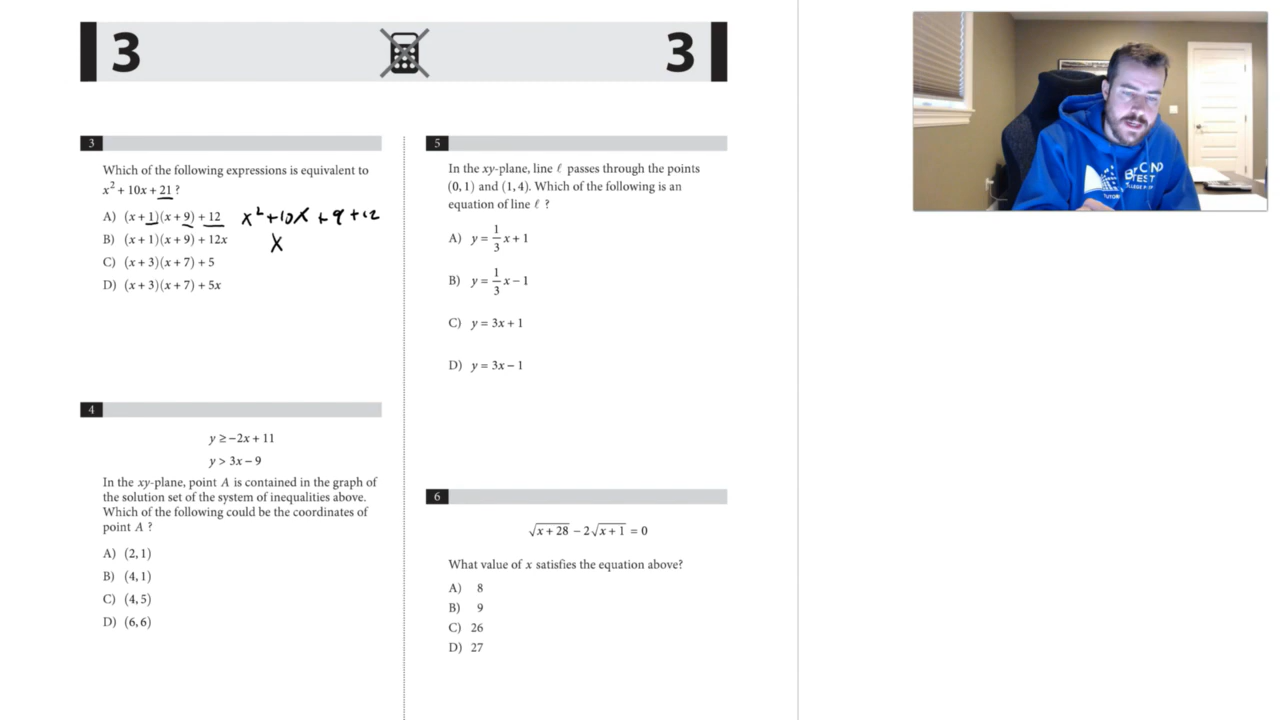 3 3
3
Which of the following expressions is equivalent to
x² + 10x + 21 ?
A) (x + 1)(x + 9) + 12 x² + 10x + 9 + 12
B) (x + 1)(x + 9) + 12x x
C) (x + 3)(x + 7) + 5
D) (x + 3)(x + 7) + 5x
4
y ≥ −2x + 11
y > 3x − 9
In the xy-plane, point A is contained in the graph of
the solution set of the system of inequalities above.
Which of the following could be the coordinates of
point A ?
A) (2, 1)
B) (4, 1)
C) (4, 5)
D) (6, 6)
5
In the xy-plane, line ℓ passes through the points
(0, 1) and (1, 4). Which of the following is an
equation of line ℓ ?
A) y = 1/3 x + 1
B) y = 1/3 x − 1
C) y = 3x + 1
D) y = 3x − 1
6
√(x + 28) − 2√(x + 1) = 0
What value of x satisfies the equation above?
A) 8
B) 9
C) 26
D) 27